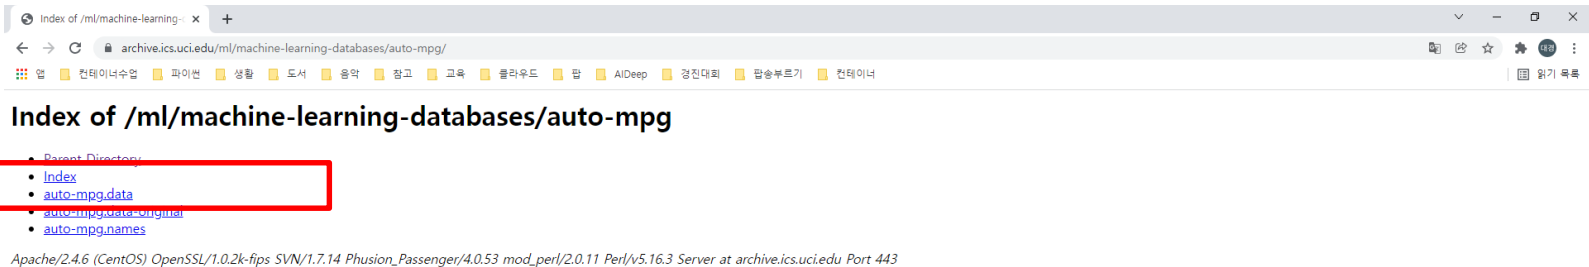 Index of /ml/machine-learning-
archive.ics.uci.edu/ml/machine-learning-databases/auto-mpg/
대경
앱 컨테이너수업 파이썬 생활 도서 음악 참고 교육 클라우드 팝 AIDeep 경진대회 팝송부르기 컨테이너 읽기 목록
Index of /ml/machine-learning-databases/auto-mpg
Parent Directory
Index
auto-mpg.data
auto-mpg.data-original
auto-mpg.names
Apache/2.4.6 (CentOS) OpenSSL/1.0.2k-fips SVN/1.7.14 Phusion_Passenger/4.0.53 mod_perl/2.0.11 Perl/v5.16.3 Server at archive.ics.uci.edu Port 443